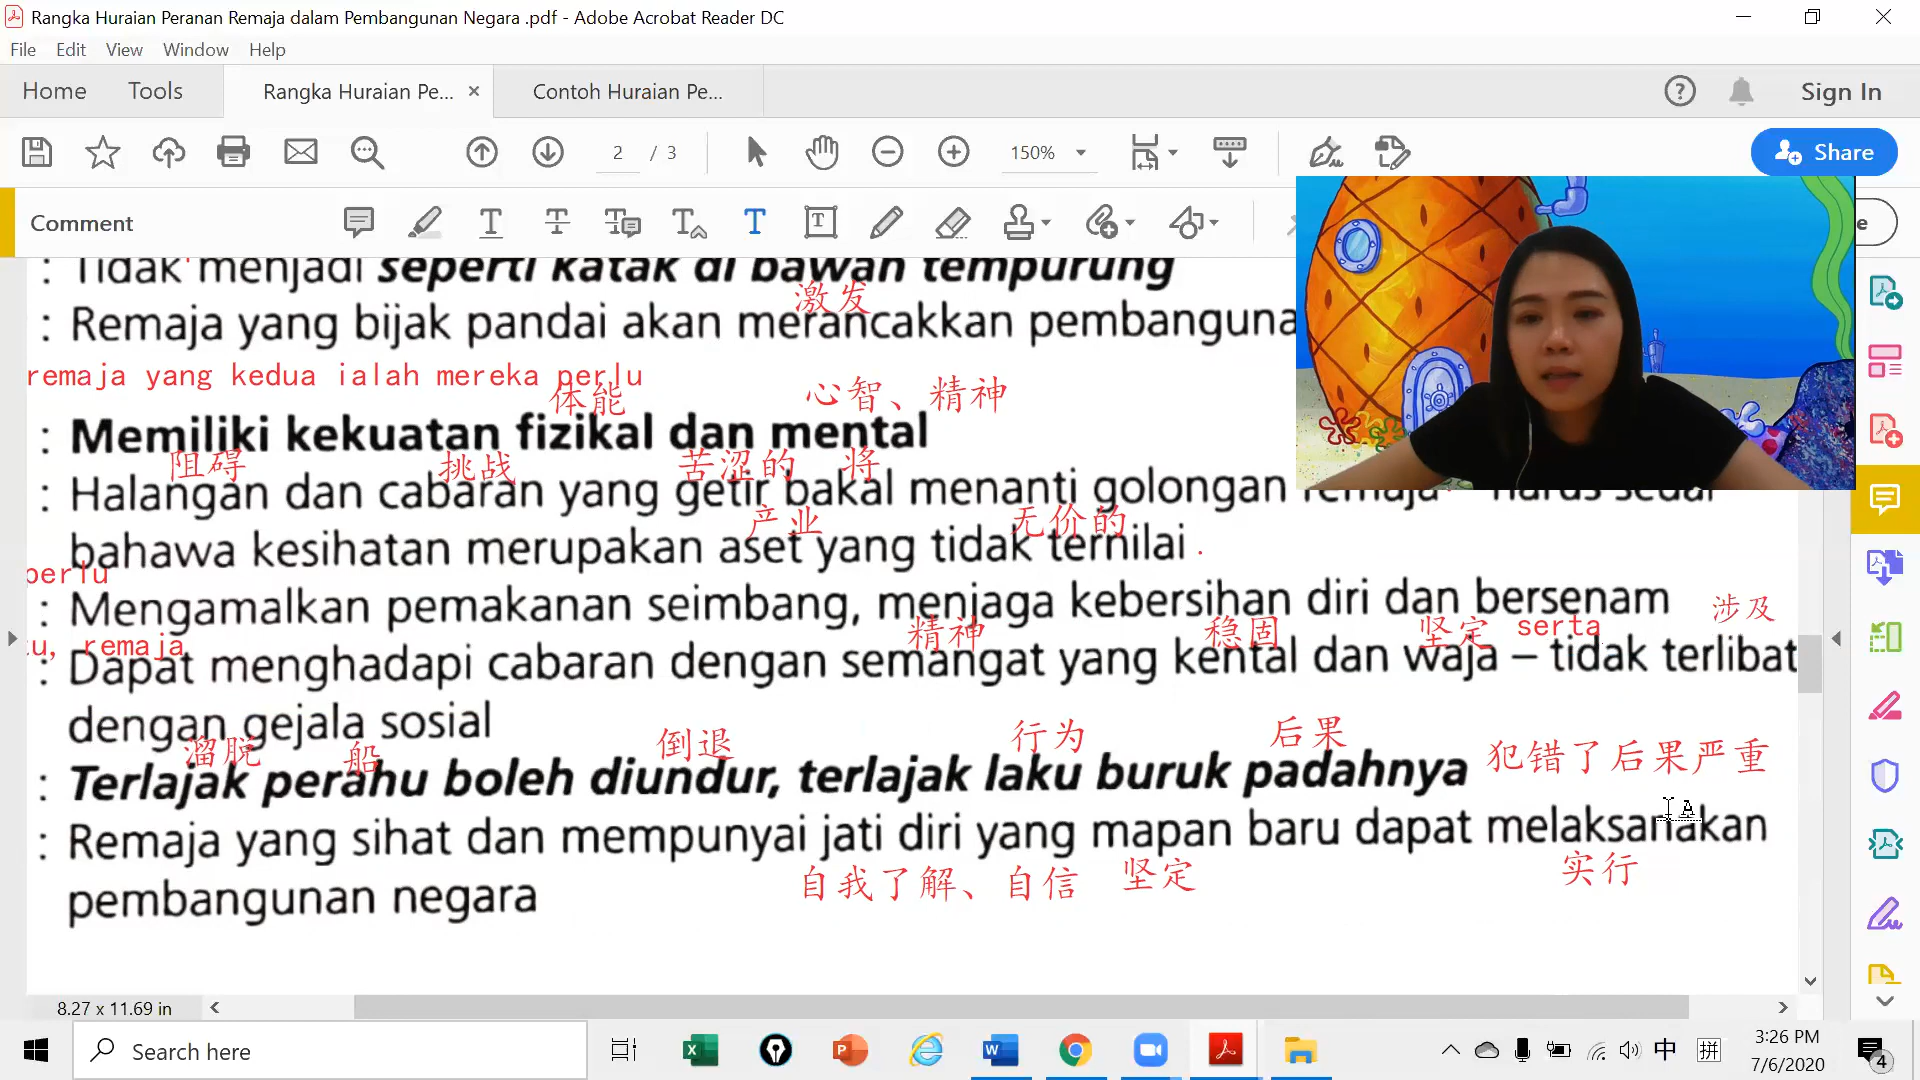 Rangka Huraian Peranan Remaja dalam Pembangunan Negara .pdf - Adobe Acrobat Reader DC
File Edit View Window Help
Home Tools Rangka Huraian Pe... × Contoh Huraian Pe... Sign In
2 / 3 150% Share
Comment
: Tidak menjadi seperti katak di bawah tempurung
激发
: Remaja yang bijak pandai akan merancakkan pembanguna
remaja yang kedua ialah mereka perlu
体能 心智、精神
: Memiliki kekuatan fizikal dan mental
阻碍 挑战 苦涩的 将
: Halangan dan cabaran yang getir bakal menanti golongan remaja harus sedar
产业 无价的
bahawa kesihatan merupakan aset yang tidak ternilai .
perlu
: Mengamalkan pemakanan seimbang, menjaga kebersihan diri dan bersenam
精神 稳固 坚定 serta 涉及
u, remaja
: Dapat menghadapi cabaran dengan semangat yang kental dan waja – tidak terlibat
dengan gejala sosial
溜脱 船 倒退 行为 后果
: Terlajak perahu boleh diundur, terlajak laku buruk padahnya 犯错了后果严重
: Remaja yang sihat dan mempunyai jati diri yang mapan baru dapat melaksanakan
自我了解、自信 坚定 实行
pembangunan negara
8.27 x 11.69 in
Search here
中 拼 3:26 PM
7/6/2020
4